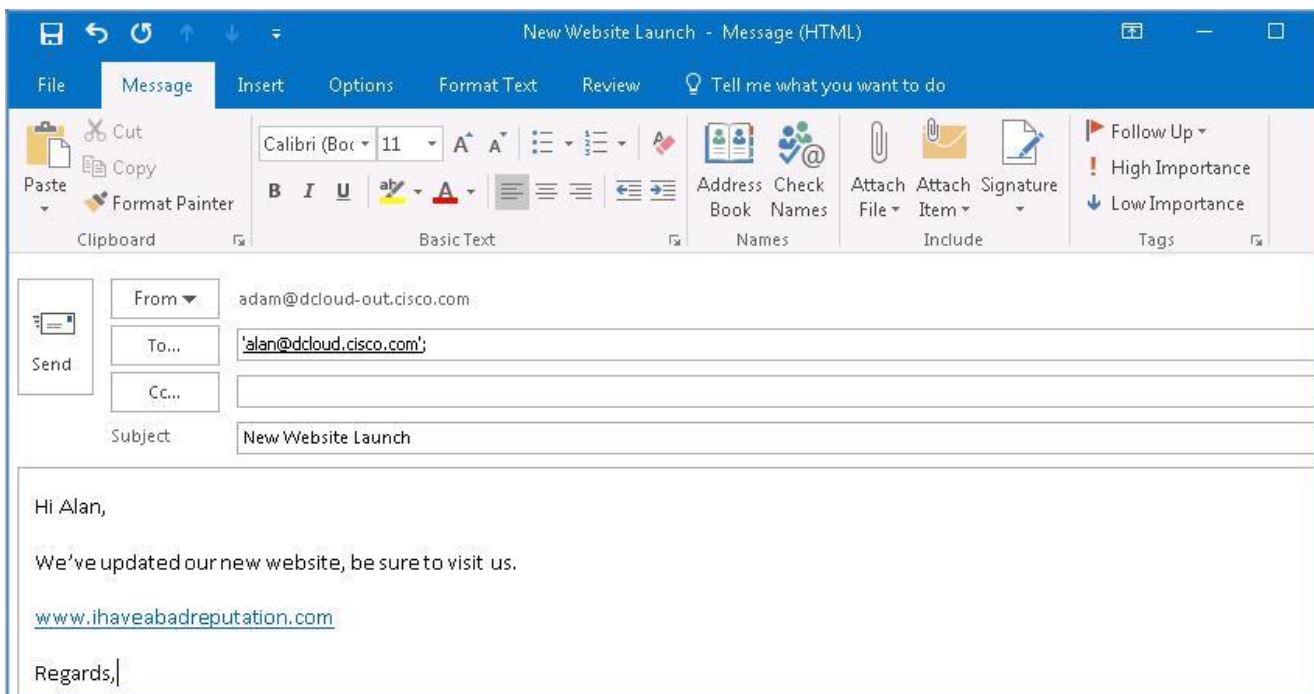 New Website Launch - Message (HTML)
File Message Insert Options Format Text Review Tell me what you want to do
Paste
Cut
Copy
Format Painter
Clipboard
Calibri (Boc 11
B I U
Basic Text
Address Book
Check Names
Names
Attach File
Attach Item
Signature
Include
Follow Up
High Importance
Low Importance
Tags
Send
From adam@dcloud-out.cisco.com
To... 'alan@dcloud.cisco.com';
Cc...
Subject New Website Launch
Hi Alan,
We've updated our new website, be sure to visit us.
www.ihaveabadreputation.com
Regards,